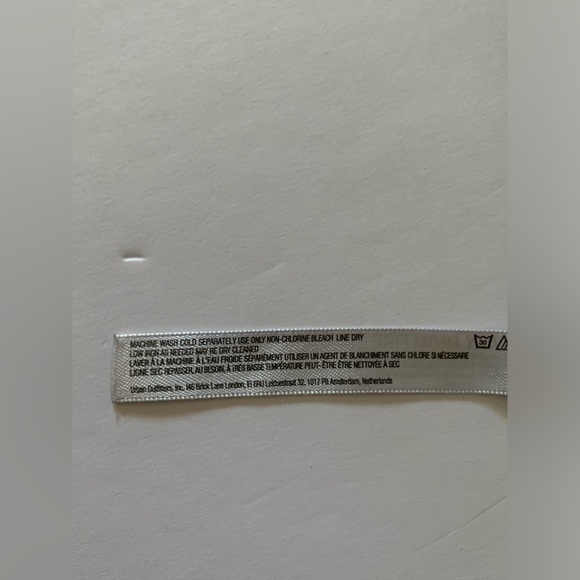 MACHINE WASH COLD SEPARATELY USE ONLY NON-CHLORINE BLEACH LINE DRY
LOW IRON AS NEEDED MAY BE DRY CLEANED
LAVER À LA MACHINE À L'EAU FROIDE SÉPARÉMENT UTILISER UN AGENT DE BLANCHIMENT SANS CHLORE SI NÉCESSAIRE
LIGNE SEC REPASSER, AU BESOIN, À TRÈS BASSE TEMPÉRATURE PEUT- ÊTRE ÊTRE NETTOYÉE À SEC
Urban Outfitters, Inc. 146 Brick Lane London, E1 6RU Leidsestraat 32, 1017 PB Amsterdam, Netherlands
30